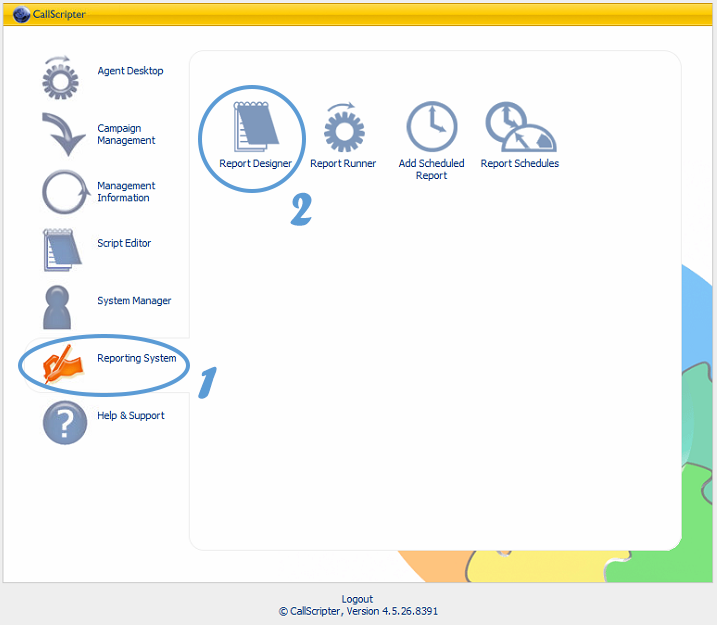 CallScripter
Agent Desktop
Campaign
Management
Management
Information
Script Editor
System Manager
Reporting System
1
?
Help & Support
Report Designer
2
Report Runner
Add Scheduled
Report
Report Schedules
Logout
© CallScripter, Version 4.5.26.8391